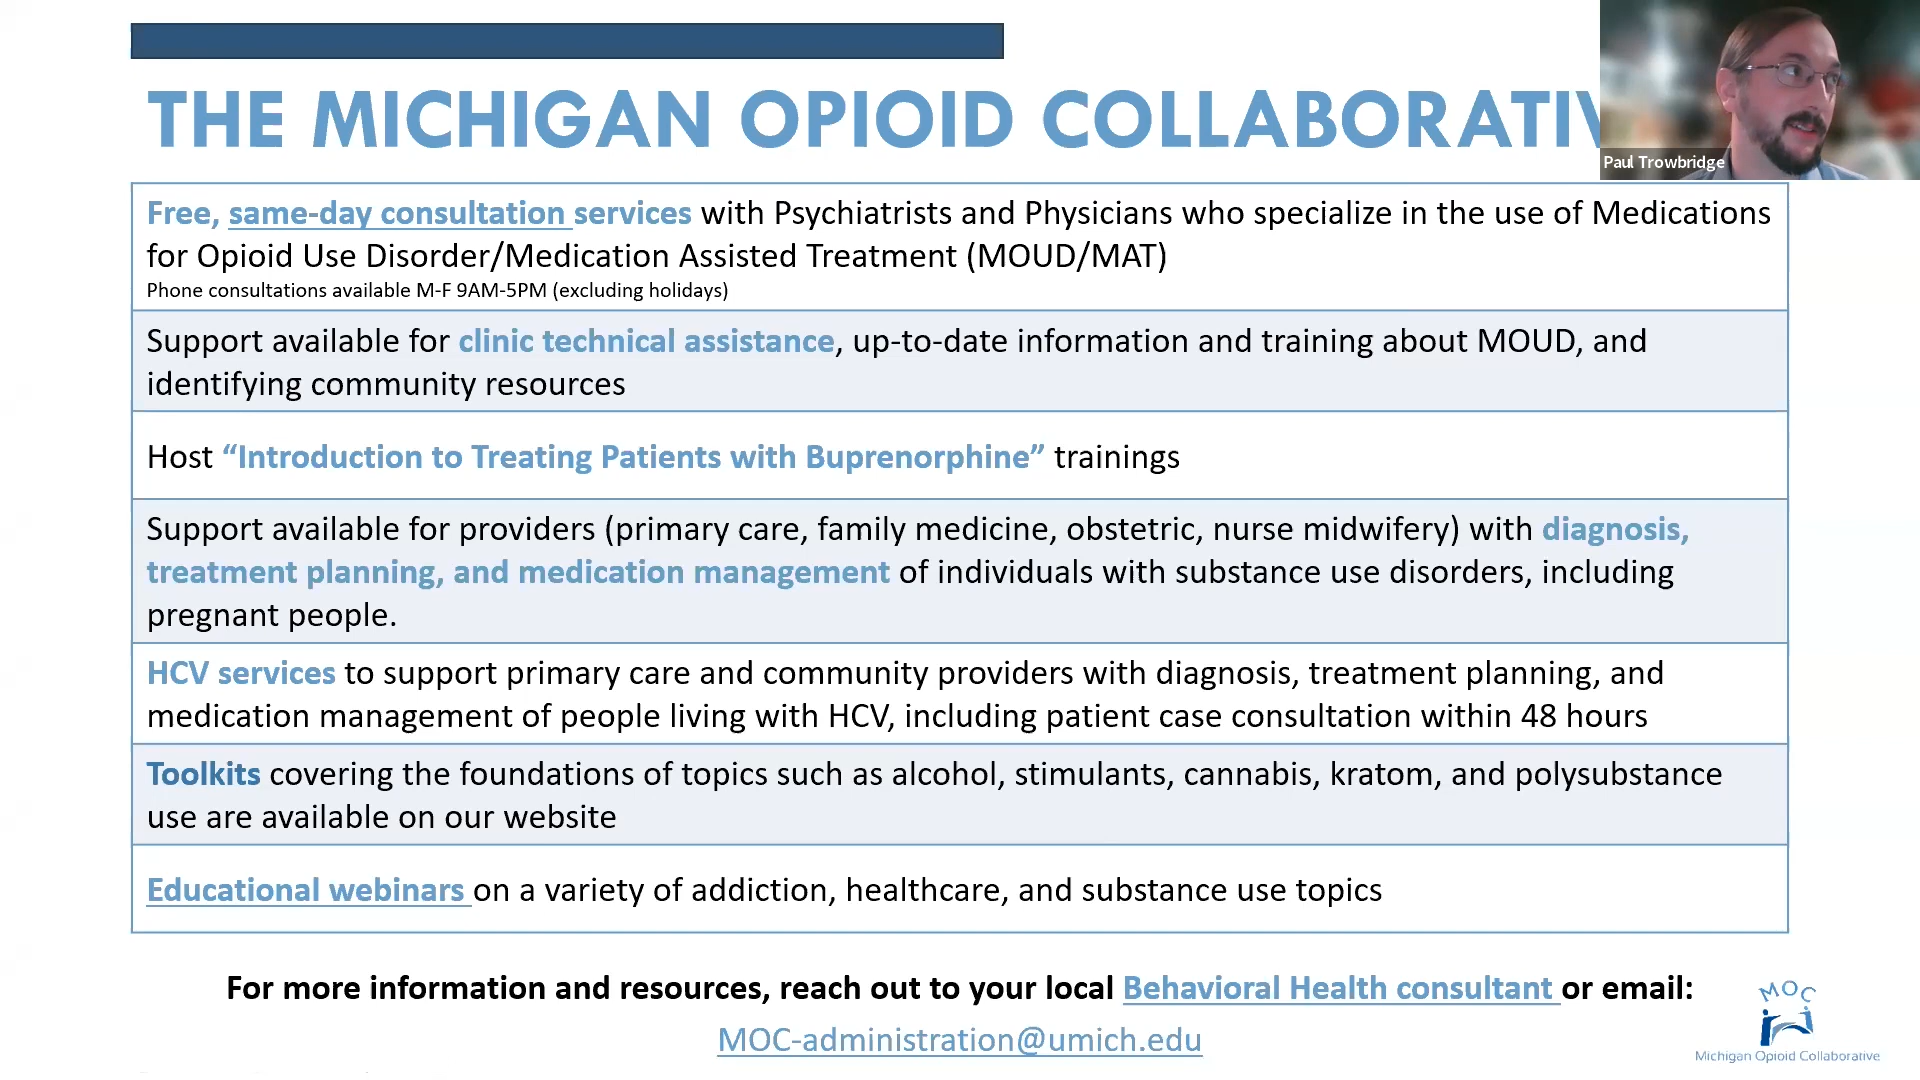 THE MICHIGAN OPIOID COLLABORATIV
Paul Trowbridge
Free, same-day consultation services with Psychiatrists and Physicians who specialize in the use of Medications
for Opioid Use Disorder/Medication Assisted Treatment (MOUD/MAT)
Phone consultations available M-F 9AM-5PM (excluding holidays)
Support available for clinic technical assistance, up-to-date information and training about MOUD, and
identifying community resources
Host “Introduction to Treating Patients with Buprenorphine” trainings
Support available for providers (primary care, family medicine, obstetric, nurse midwifery) with diagnosis,
treatment planning, and medication management of individuals with substance use disorders, including
pregnant people.
HCV services to support primary care and community providers with diagnosis, treatment planning, and
medication management of people living with HCV, including patient case consultation within 48 hours
Toolkits covering the foundations of topics such as alcohol, stimulants, cannabis, kratom, and polysubstance
use are available on our website
Educational webinars on a variety of addiction, healthcare, and substance use topics
For more information and resources, reach out to your local Behavioral Health consultant or email:
MOC-administration@umich.edu
MOC
Michigan Opioid Collaborative